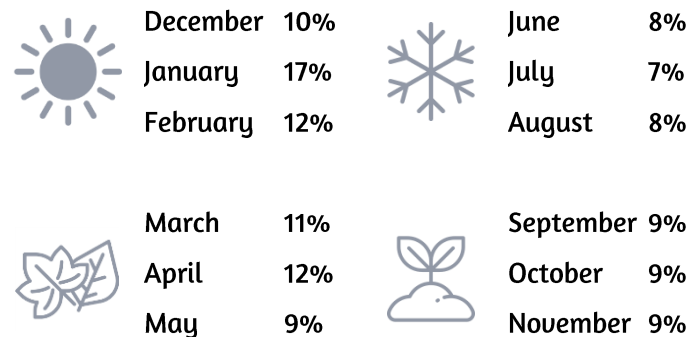 December 10%
January 17%
February 12%
June 8%
July 7%
August 8%
March 11%
April 12%
May 9%
September 9%
October 9%
November 9%